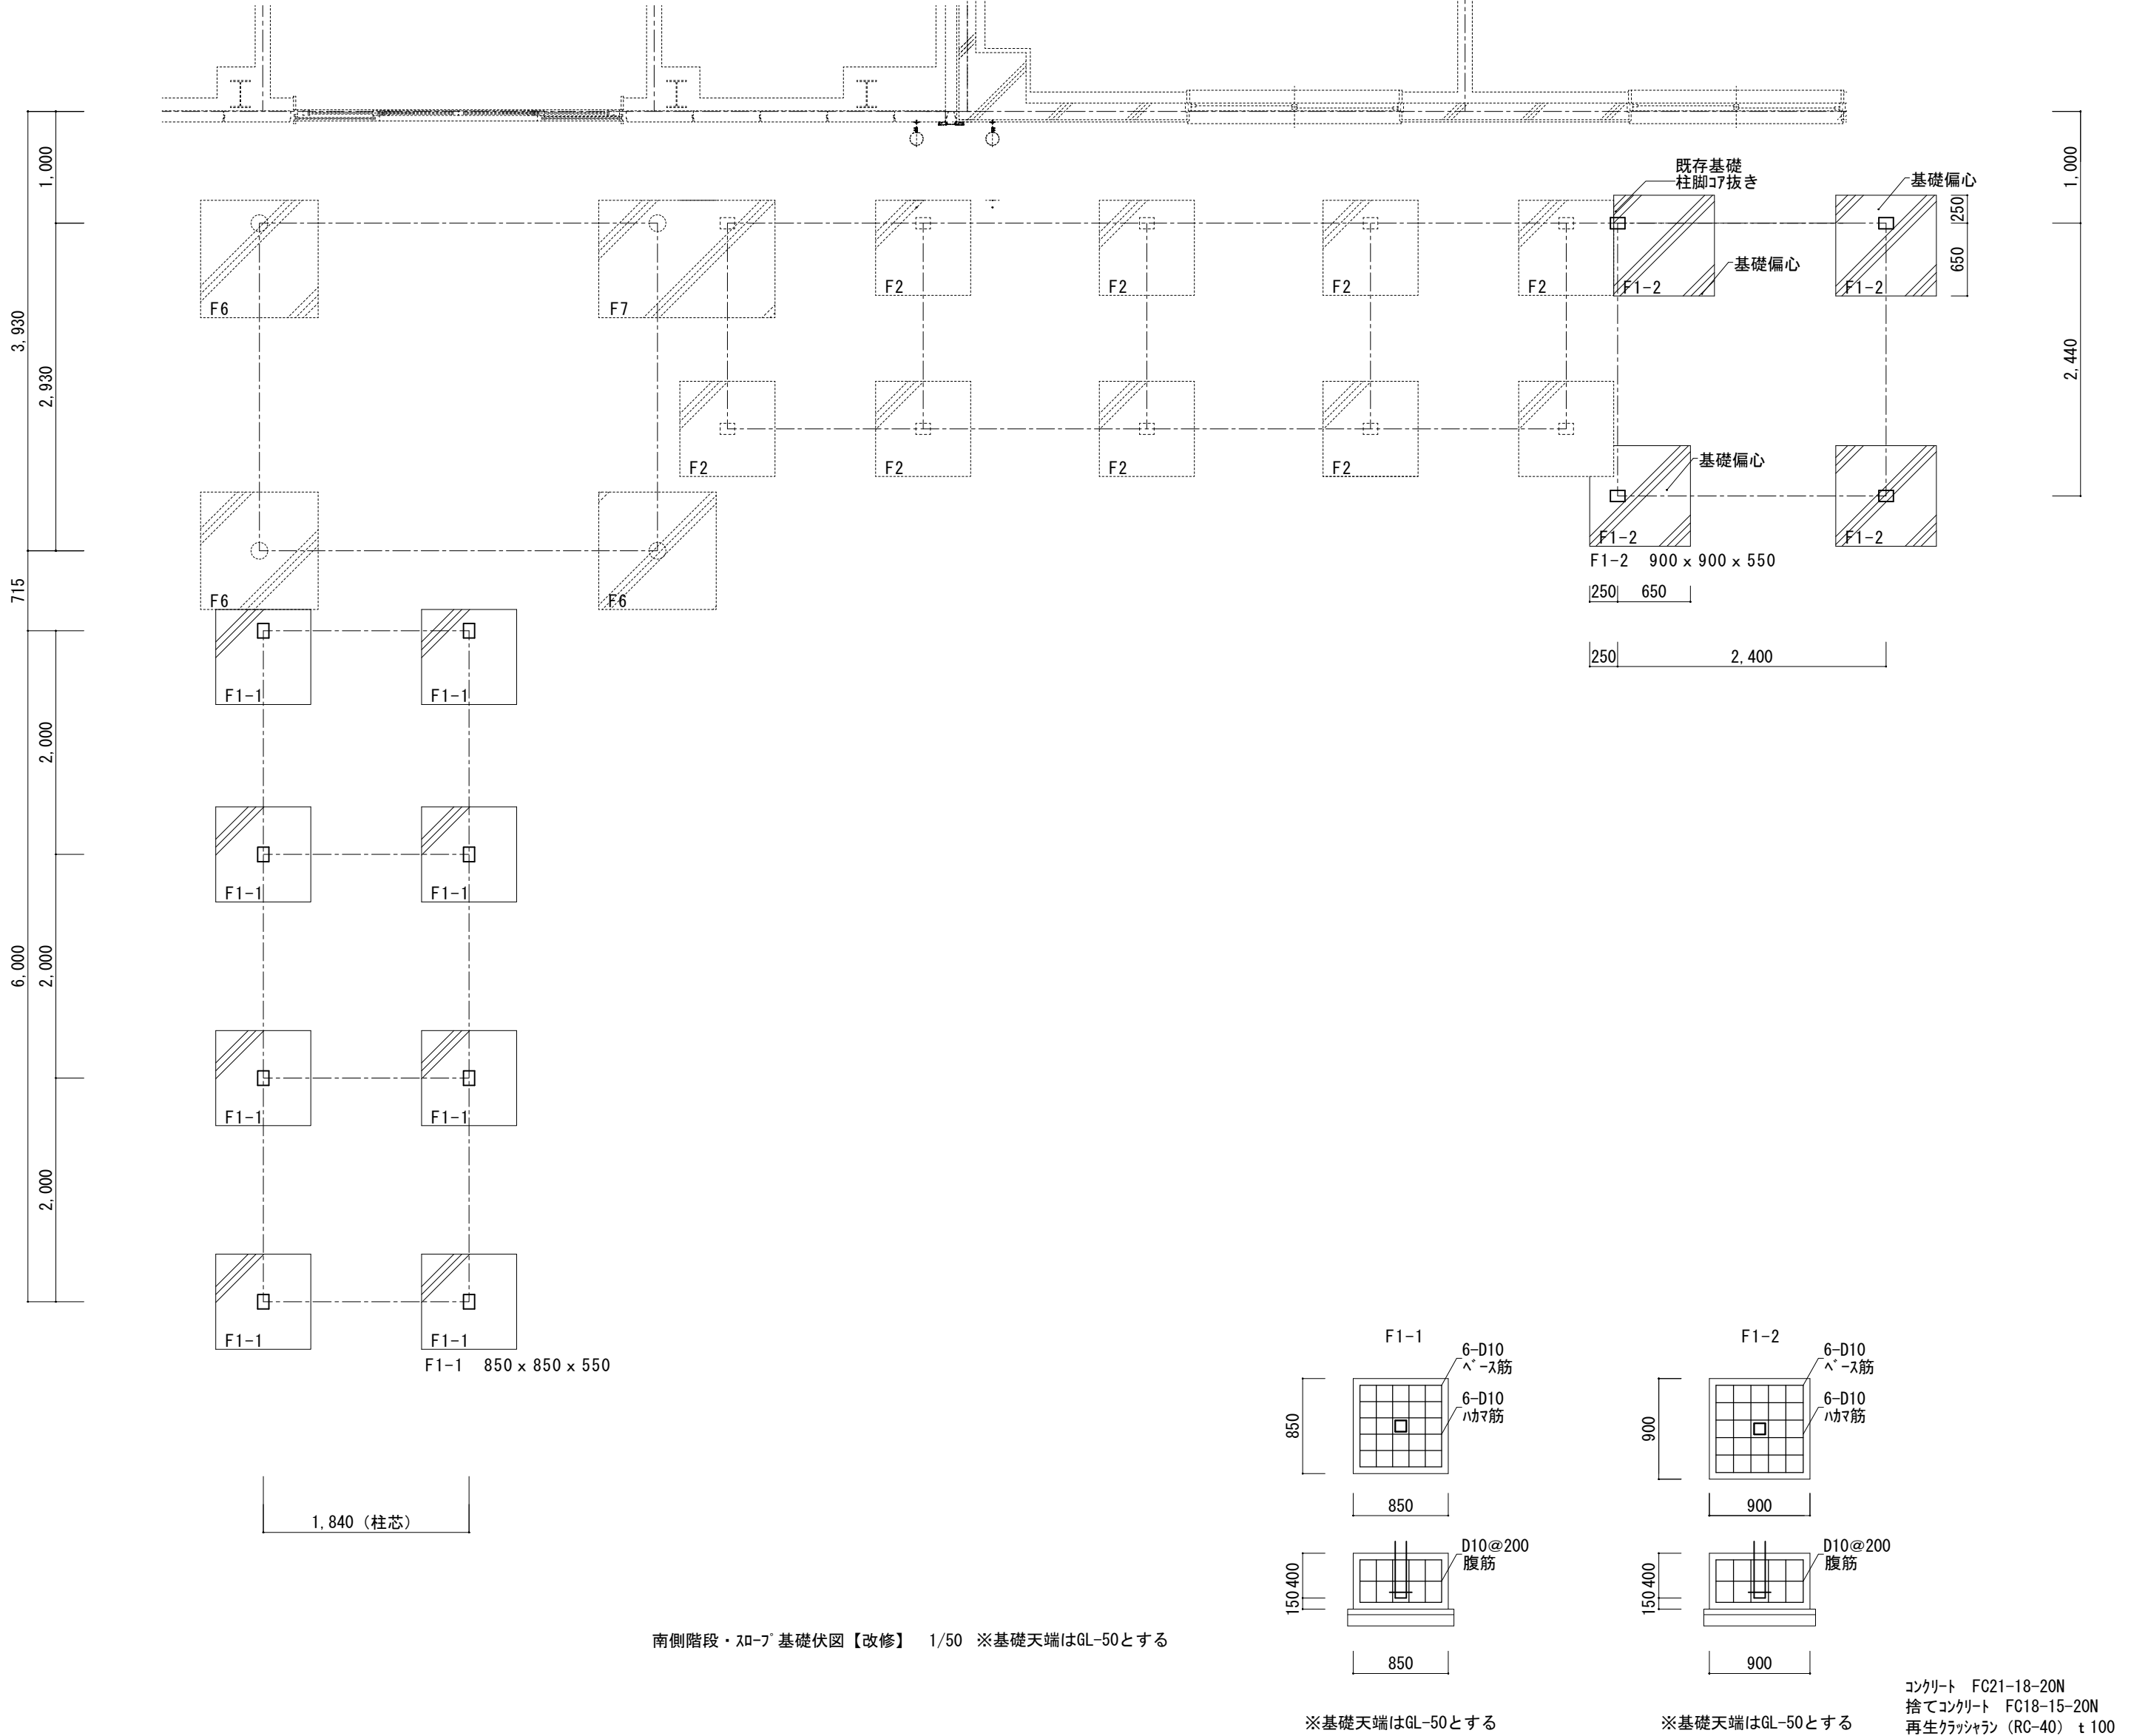 1,000
3,930
2,930
715
2,000
6,000
2,000
2,000
既存基礎
柱脚コア抜き
基礎偏心
基礎偏心
250
650
1,000
2,440
F6
F7
F2
F2
F2
F2
F1-2
F1-2
F2
F2
F2
F2
基礎偏心
F1-2
F1-2
F1-2 900 x 900 x 550
250
650
250
2,400
F6
F6
F1-1
F1-1
F1-1
F1-1
F1-1
F1-1
F1-1
F1-1
F1-1 850 x 850 x 550
1,840（柱芯）
南側階段・スロープ基礎伏図【改修】 1/50 ※基礎天端はGL-50とする
F1-1
6-D10
ベース筋
6-D10
ハカマ筋
850
850
D10@200
腹筋
400
150
850
※基礎天端はGL-50とする
F1-2
6-D10
ベース筋
6-D10
ハカマ筋
900
900
D10@200
腹筋
400
150
900
※基礎天端はGL-50とする
コンクリート FC21-18-20N
捨てコンクリート FC18-15-20N
再生クラッシャラン（RC-40） t 100